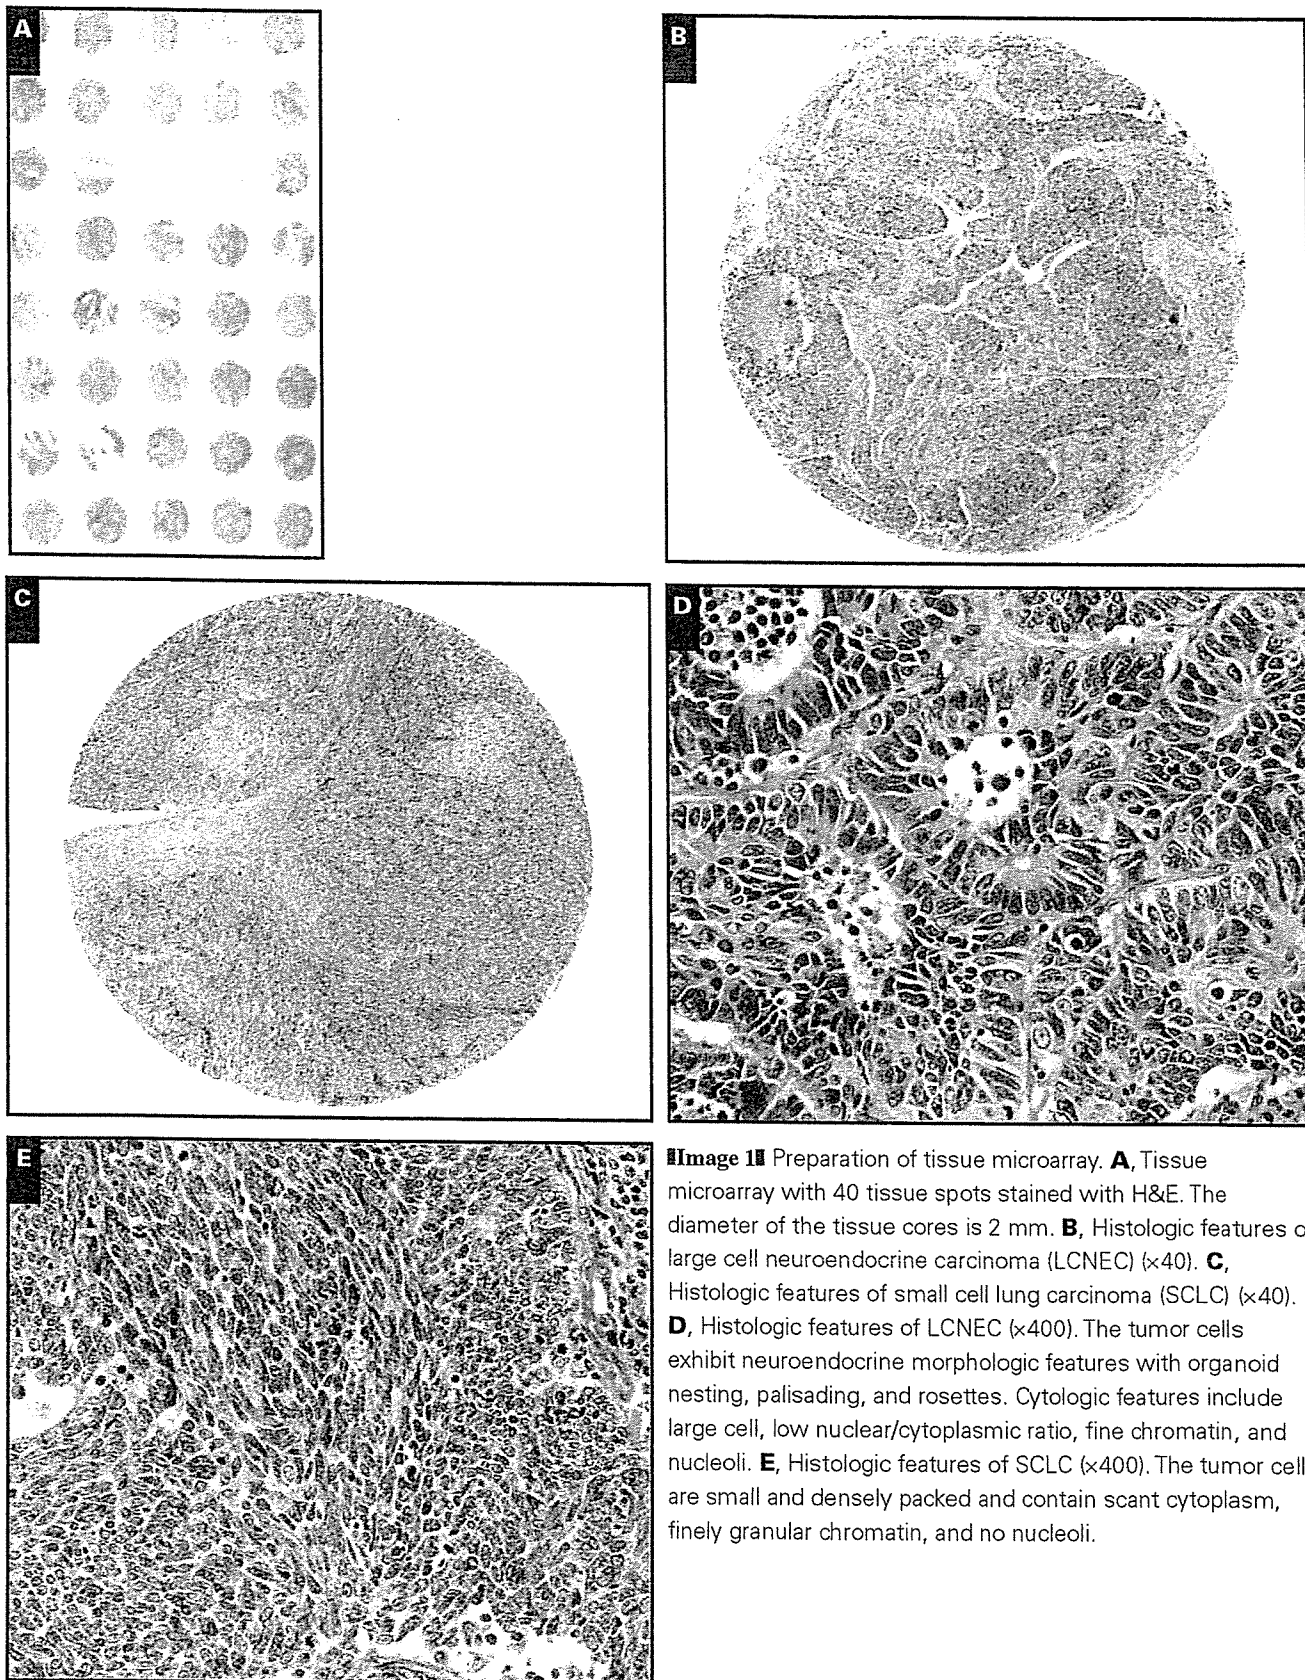 A
B
C
D
E
Image 1 Preparation of tissue microarray. A, Tissue
microarray with 40 tissue spots stained with H&E. The
diameter of the tissue cores is 2 mm. B, Histologic features o
large cell neuroendocrine carcinoma (LCNEC) (×40). C,
Histologic features of small cell lung carcinoma (SCLC) (×40).
D, Histologic features of LCNEC (×400). The tumor cells
exhibit neuroendocrine morphologic features with organoid
nesting, palisading, and rosettes. Cytologic features include
large cell, low nuclear/cytoplasmic ratio, fine chromatin, and
nucleoli. E, Histologic features of SCLC (×400). The tumor cell
are small and densely packed and contain scant cytoplasm,
finely granular chromatin, and no nucleoli.